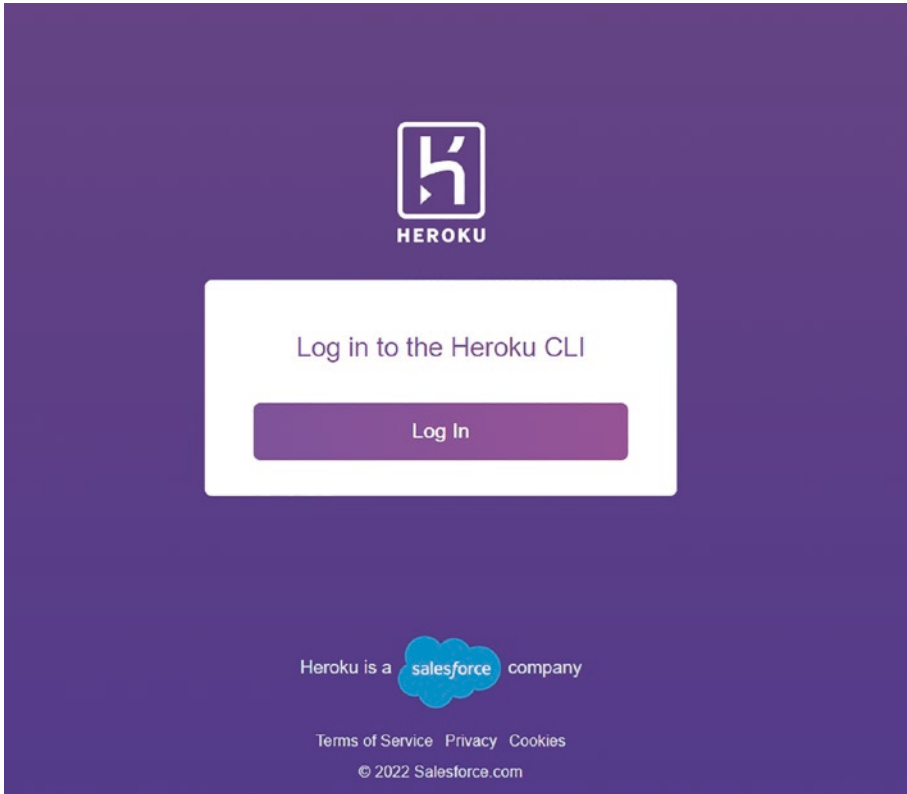 HEROKU
Log in to the Heroku CLI
Log In
Heroku is a salesforce company
Terms of Service Privacy Cookies
© 2022 Salesforce.com